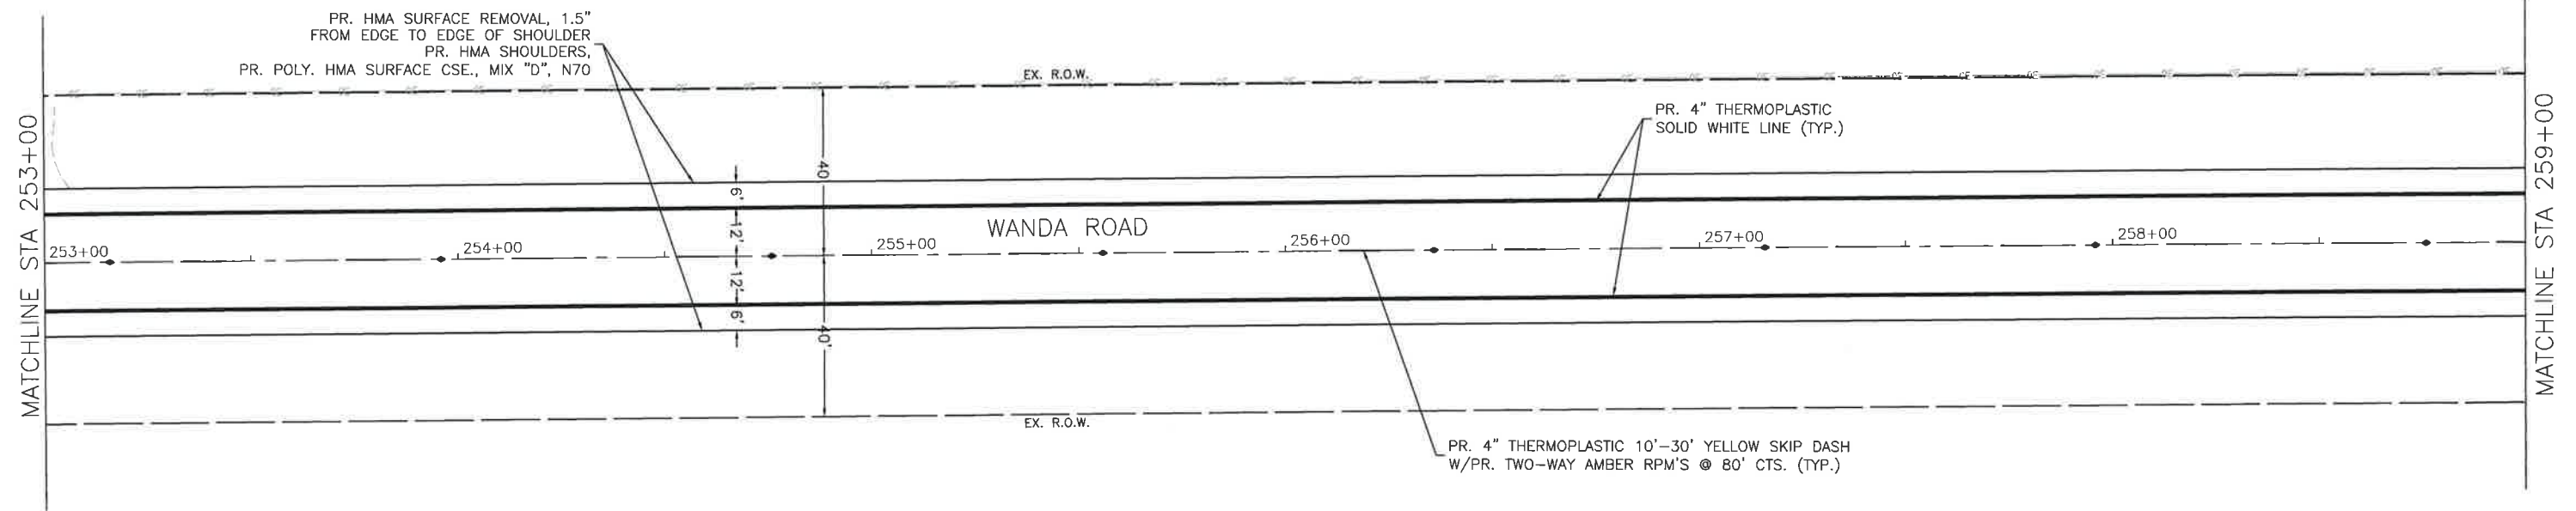 PR. HMA SURFACE REMOVAL, 1.5"
FROM EDGE TO EDGE OF SHOULDER
PR. HMA SHOULDERS,
PR. POLY. HMA SURFACE CSE., MIX "D", N70
EX. R.O.W.
PR. 4" THERMOPLASTIC
SOLID WHITE LINE (TYP.)
MATCHLINE STA 253+00
MATCHLINE STA 259+00
40'
6'
12'
WANDA ROAD
253+00
254+00
255+00
256+00
257+00
258+00
12'
6'
40'
EX. R.O.W.
PR. 4" THERMOPLASTIC 10'-30' YELLOW SKIP DASH
W/PR. TWO-WAY AMBER RPM'S @ 80' CTS. (TYP.)